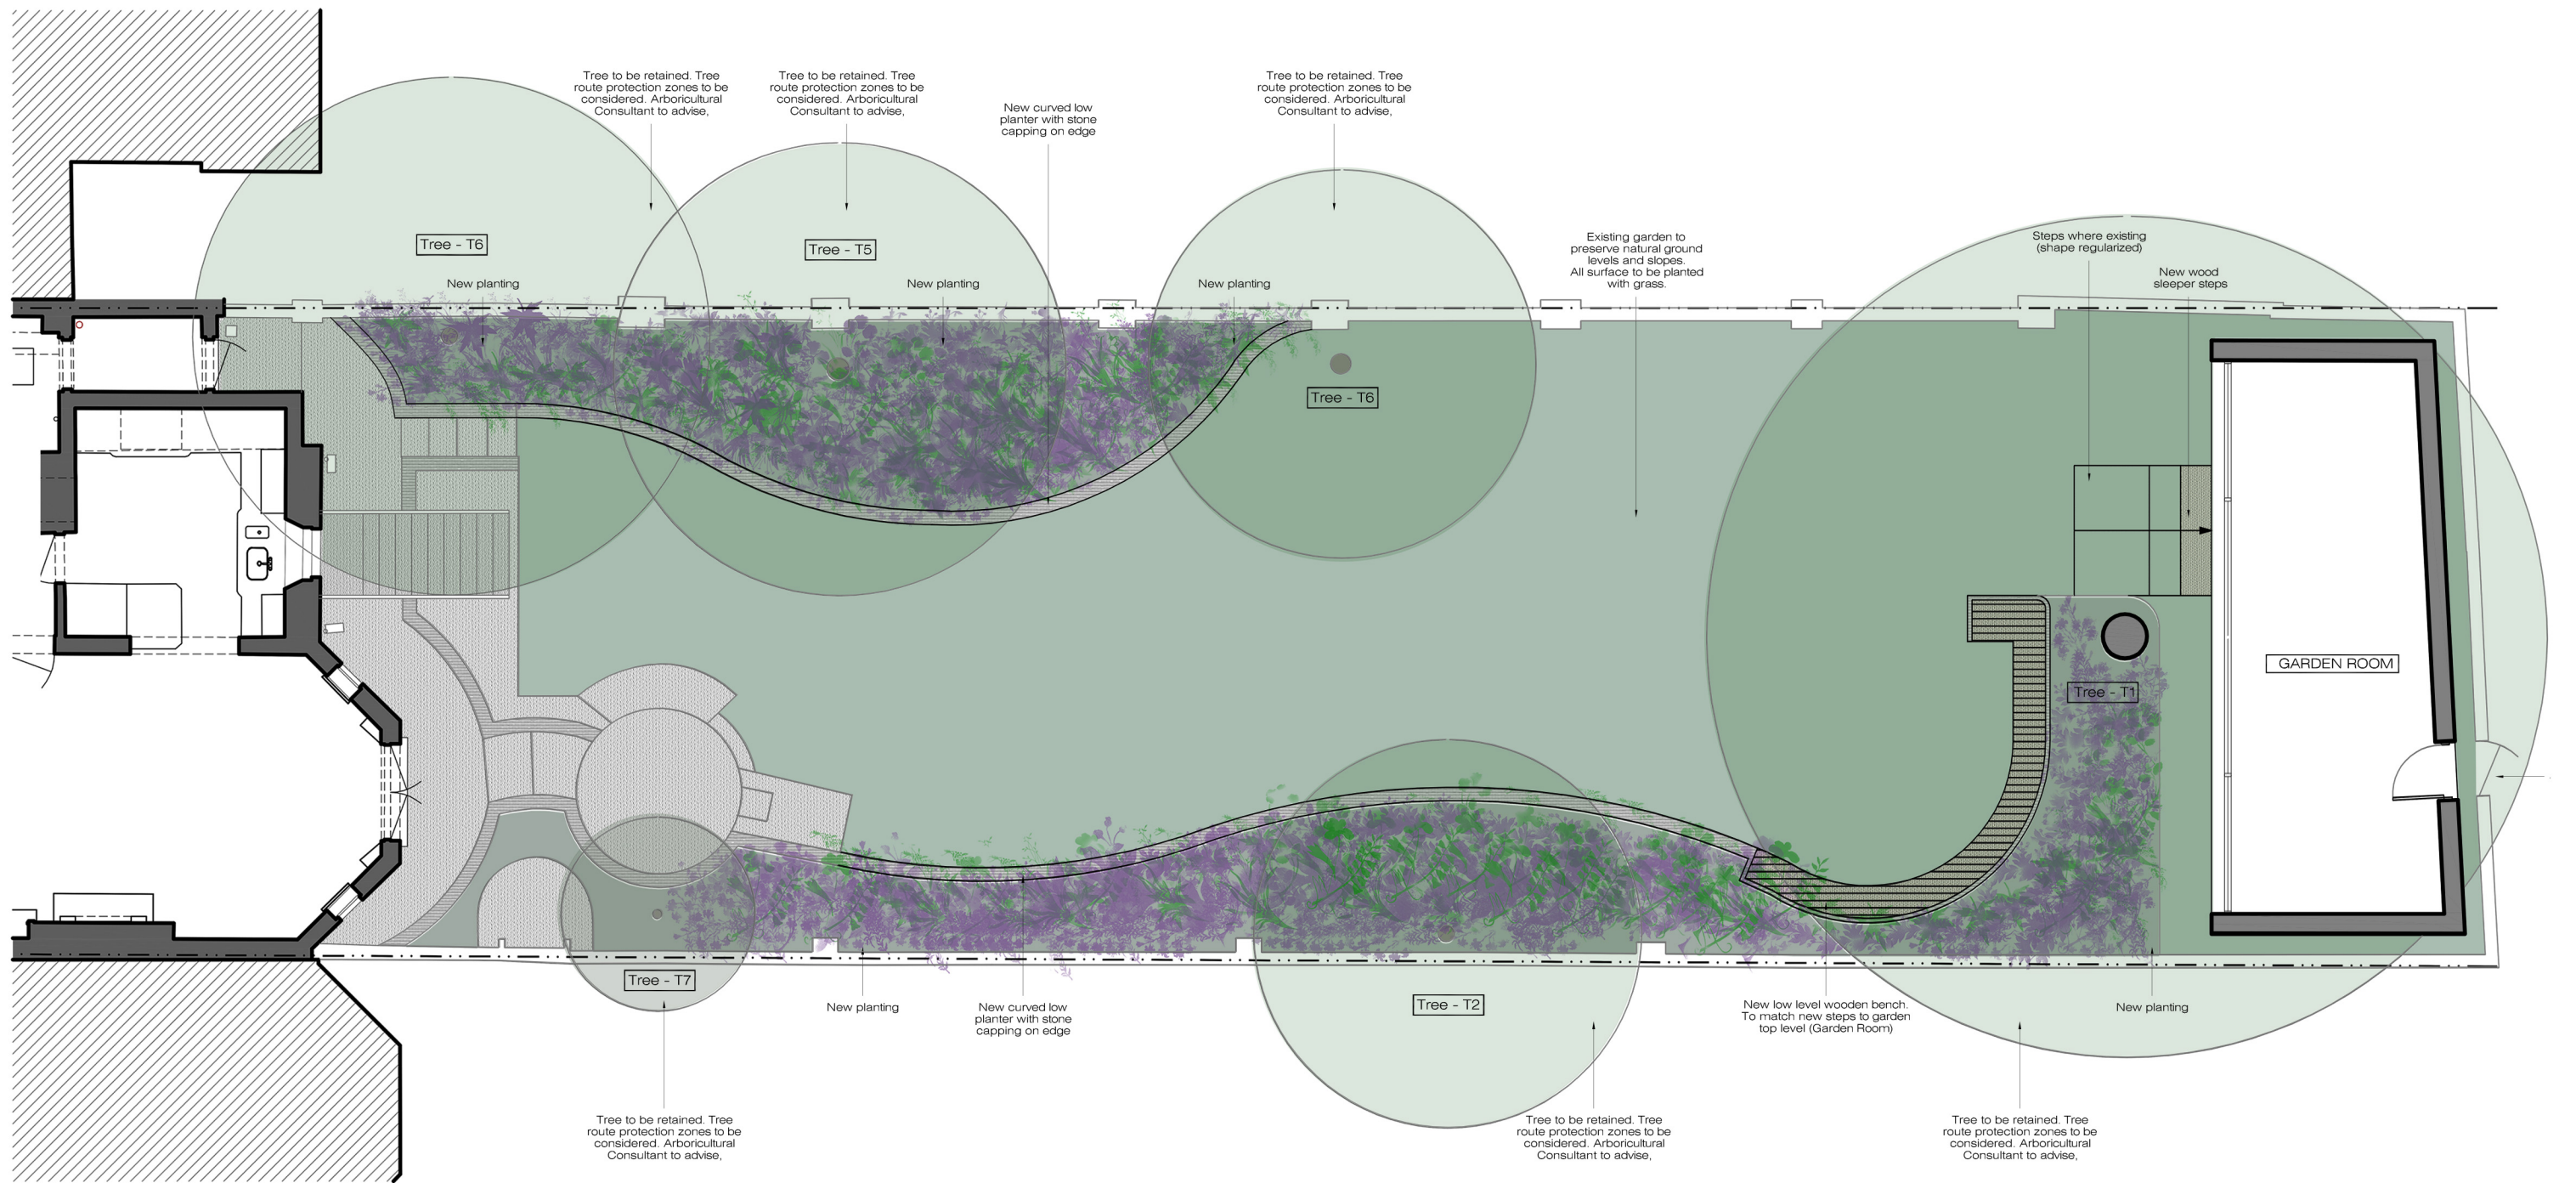 Tree to be retained. Tree
route protection zones to be
considered. Arboricultural
Consultant to advise,
Tree to be retained. Tree
route protection zones to be
considered. Arboricultural
Consultant to advise,
New curved low
planter with stone
capping on edge
Tree to be retained. Tree
route protection zones to be
considered. Arboricultural
Consultant to advise,
Tree - T6
Tree - T5
New planting
New planting
New planting
Existing garden to
preserve natural ground
levels and slopes.
All surface to be planted
with grass.
Steps where existing
(shape regularized)
New wood
sleeper steps
Tree - T6
GARDEN ROOM
Tree - T1
Tree - T7
New planting
New curved low
planter with stone
capping on edge
Tree - T2
New low level wooden bench.
To match new steps to garden
top level (Garden Room)
New planting
Tree to be retained. Tree
route protection zones to be
considered. Arboricultural
Consultant to advise,
Tree to be retained. Tree
route protection zones to be
considered. Arboricultural
Consultant to advise,
Tree to be retained. Tree
route protection zones to be
considered. Arboricultural
Consultant to advise,